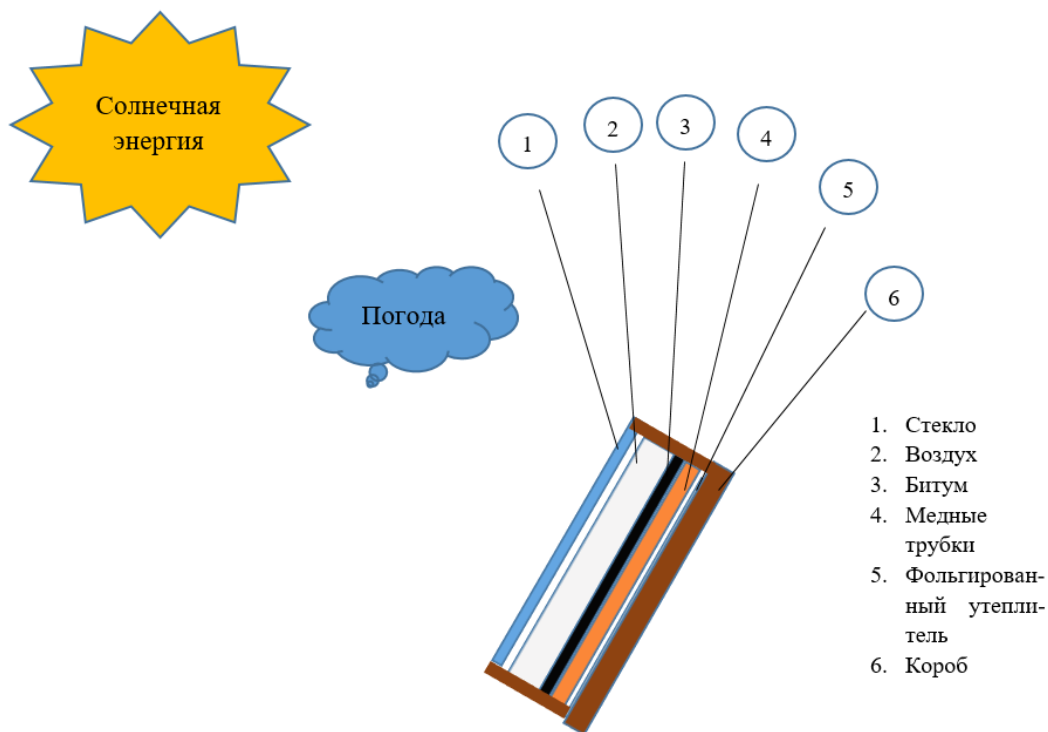 Солнечная
энергия
1
2
3
4
5
6
Погода
1. Стекло
2. Воздух
3. Битум
4. Медные
трубки
5. Фольгирован-
ный утепли-
тель
6. Короб